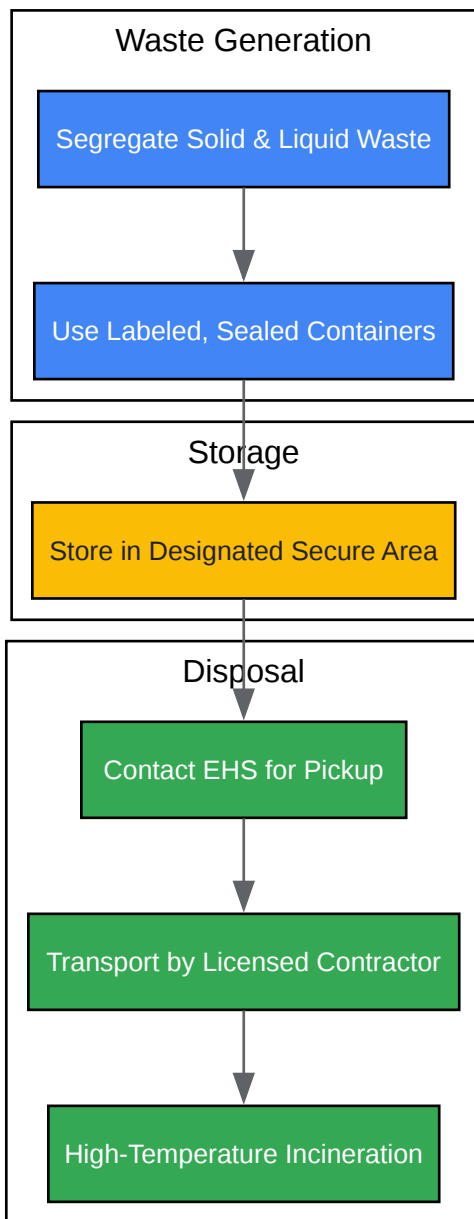 Waste Generation
Segregate Solid & Liquid Waste
Use Labeled, Sealed Containers
Storage
Store in Designated Secure Area
Disposal
Contact EHS for Pickup
Transport by Licensed Contractor
High-Temperature Incineration